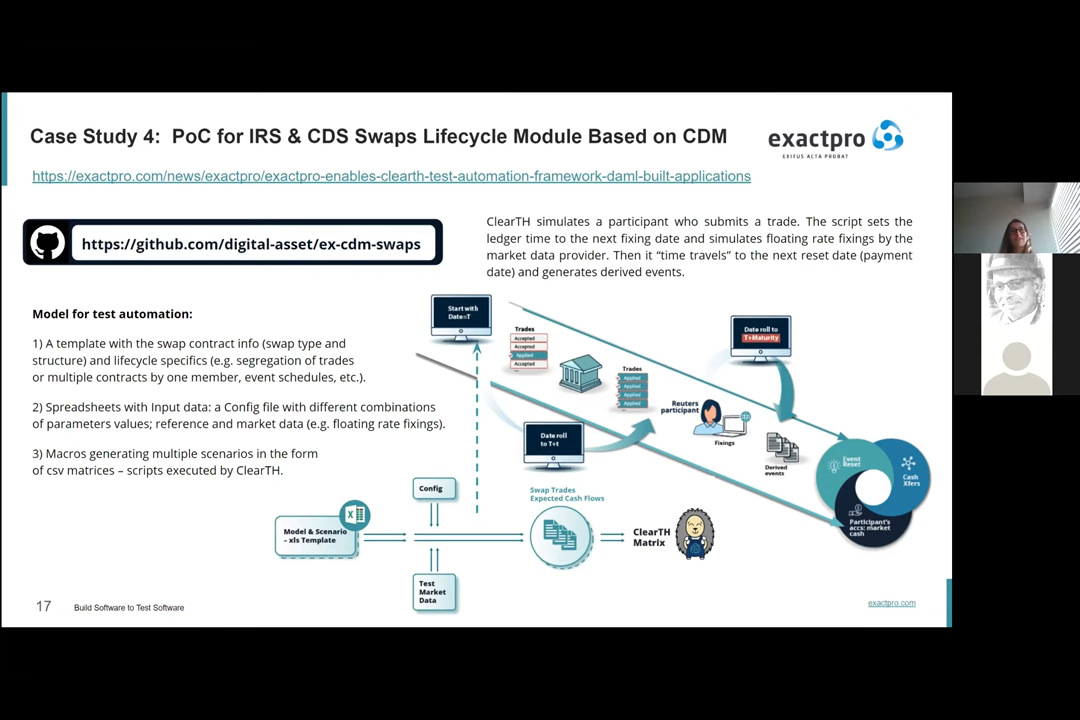 Case Study 4: PoC for IRS & CDS Swaps Lifecycle Module Based on CDM
exactpro
EXITUS ACTA PROBAT
https://exactpro.com/news/exactpro/exactpro-enables-clearth-test-automation-framework-daml-built-applications
https://github.com/digital-asset/ex-cdm-swaps
ClearTH simulates a participant who submits a trade. The script sets the
ledger time to the next fixing date and simulates floating rate fixings by the
market data provider. Then it “time travels” to the next reset date (payment
date) and generates derived events.
Model for test automation:
1) A template with the swap contract info (swap type and
structure) and lifecycle specifics (e.g. segregation of trades
or multiple contracts by one member, event schedules, etc.).
2) Spreadsheets with Input data: a Config file with different combinations
of parameters values; reference and market data (e.g. floating rate fixings).
3) Macros generating multiple scenarios in the form
of csv matrices – scripts executed by ClearTH.
Start with
Date=T
Trades
Accepted
Accepted
Applied
Accepted
Trades
Applied
Applied
Applied
Applied
Date roll to
T+Maturity
Reuters
participant
Fixings
Date roll
to T+t
Derived
events
Event
Reset
Cash
Xfers
Participant's
accs: market
cash
Config
Swap Trades
Expected Cash Flows
Model & Scenario
– xls Template
ClearTH
Matrix
Test
Market
Data
17
Build Software to Test Software
exactpro.com